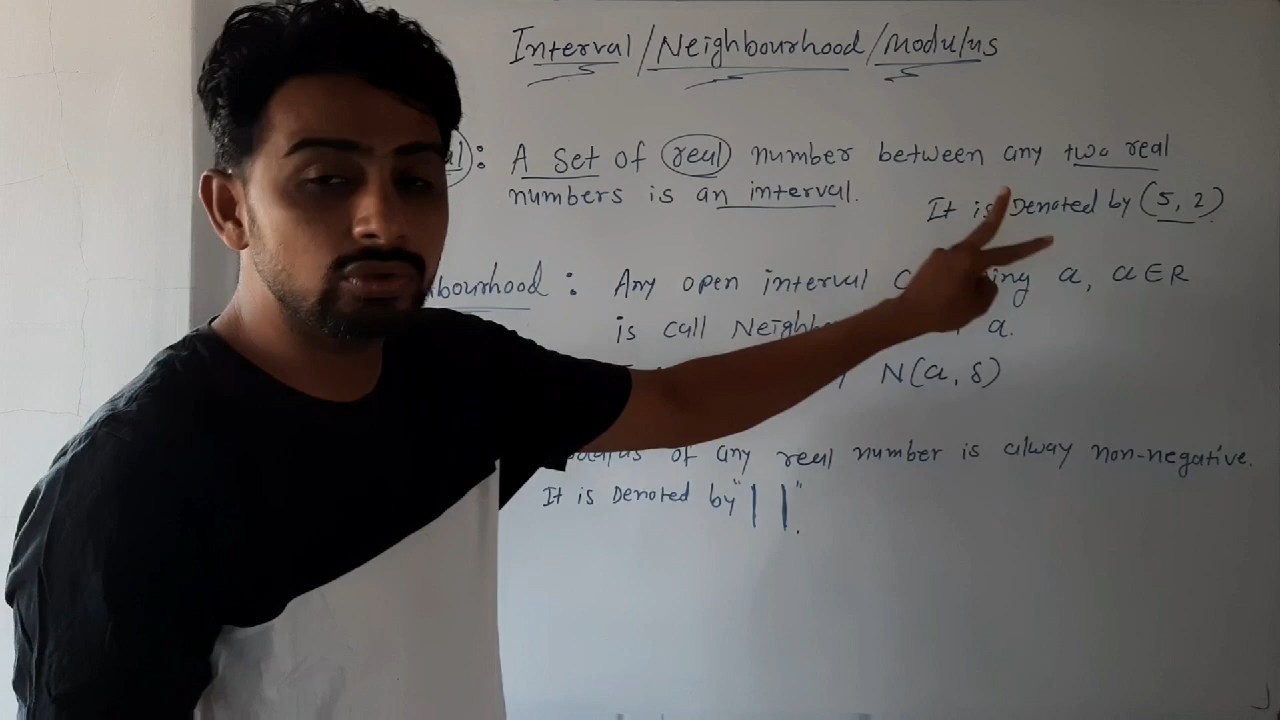 Interval/Neighbourhood/Modulus
: A set of real number between any two real
numbers is an interval.
It is Denoted by (5, 2).
bourhood : Any open interval a, a∈R
is call a.
N(a, δ)
of any real number is alway non-negative.
It is Denoted by "| |".